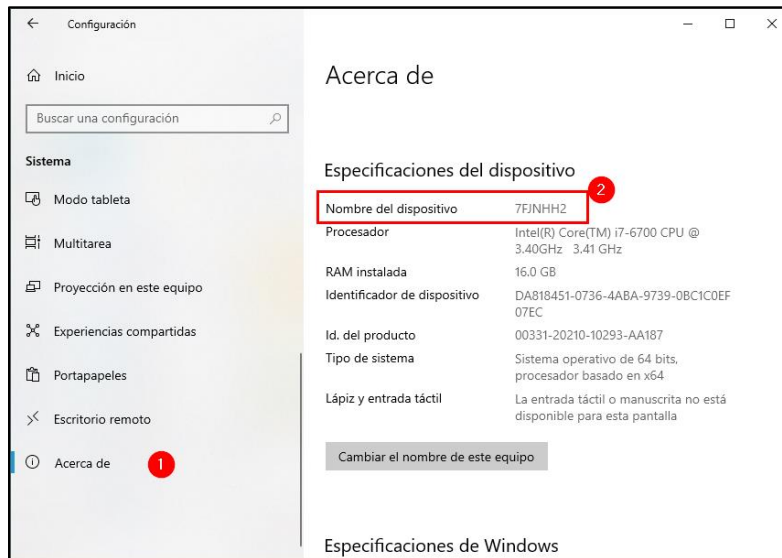 Configuración
Inicio
Buscar una configuración
Sistema
Modo tableta
Multitarea
Proyección en este equipo
Experiencias compartidas
Portapapeles
Escritorio remoto
Acerca de
1
Acerca de
Especificaciones del dispositivo
2
Nombre del dispositivo 7FJNHH2
Procesador Intel(R) Core(TM) i7-6700 CPU @
3.40GHz 3.41 GHz
RAM instalada 16.0 GB
Identificador de dispositivo DA818451-0736-4ABA-9739-0BC1C0EF
07EC
Id. del producto 00331-20210-10293-AA187
Tipo de sistema Sistema operativo de 64 bits,
procesador basado en x64
Lápiz y entrada táctil La entrada táctil o manuscrita no está
disponible para esta pantalla
Cambiar el nombre de este equipo
Especificaciones de Windows